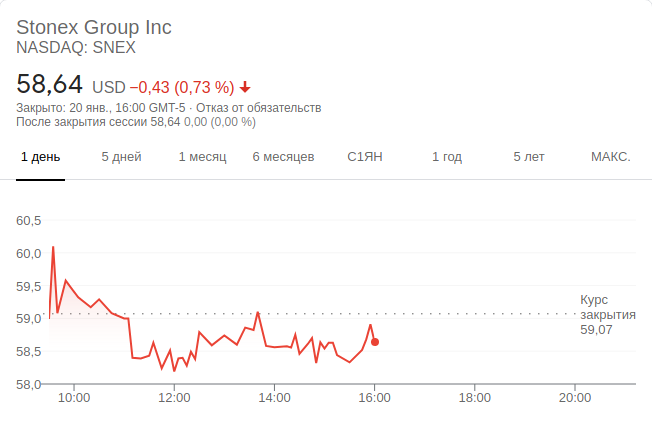 Stonex Group Inc
NASDAQ: SNEX
58,64 USD −0,43 (0,73 %)
Закрыто: 20 янв., 16:00 GMT-5 · Отказ от обязательств
После закрытия сессии 58,64 0,00 (0,00 %)
1 день 5 дней 1 месяц 6 месяцев С1ЯН 1 год 5 лет МАКС.
60,5
60,0
59,5
59,0
58,5
58,0
Курс
закрытия
59,07
10:00 12:00 14:00 16:00 18:00 20:00